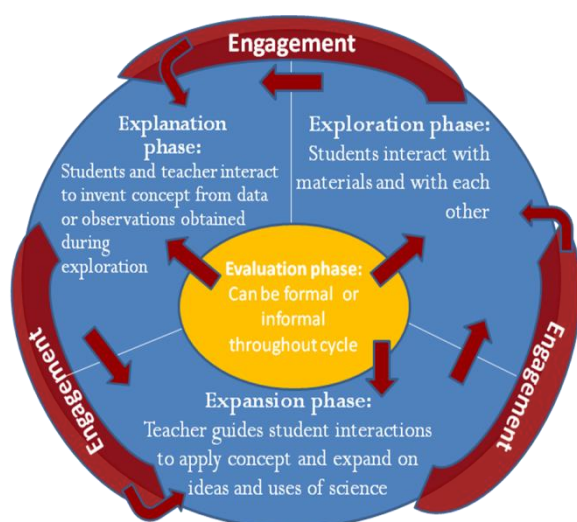 Engagement
Explanation
phase:
Students and teacher interact
to invent concept from data
or observations obtained
during
exploration
Exploration phase:
Students interact with
materials and with each
other
Evaluation phase:
Can be formal or
informal
throughout cycle
Engagement
Engagement
Expansion phase:
Teacher guides student interactions
to apply concept and expand on
ideas and uses of science